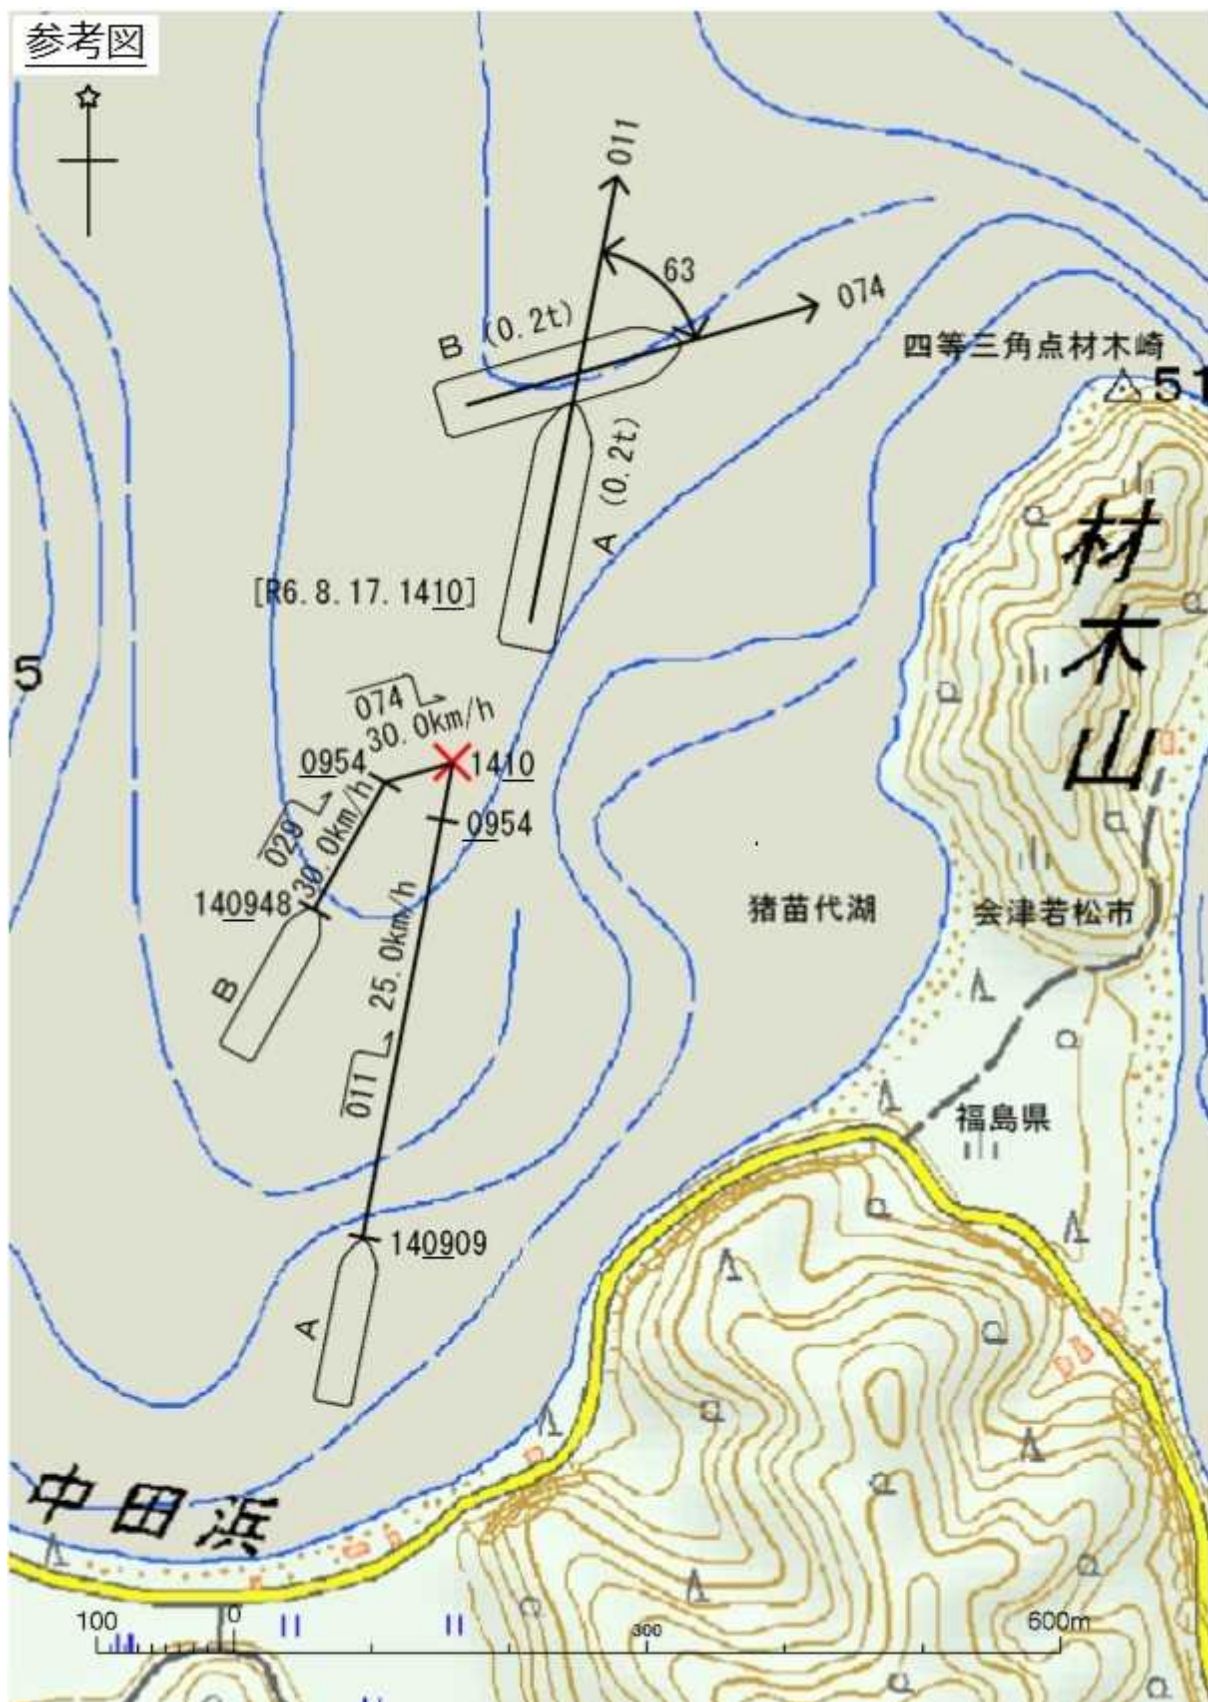 参考図
011
63
074
B (0.2t)
四等三角点材木崎
51
A (0.2t)
材木山
[R6.8.17.1410]
5
074
30.0km/h
0954
1410
029
30.0km/h
0954
140948
猪苗代湖
会津若松市
B
25.0km/h
011
福島県
140909
A
中田浜
100
0
300
600m